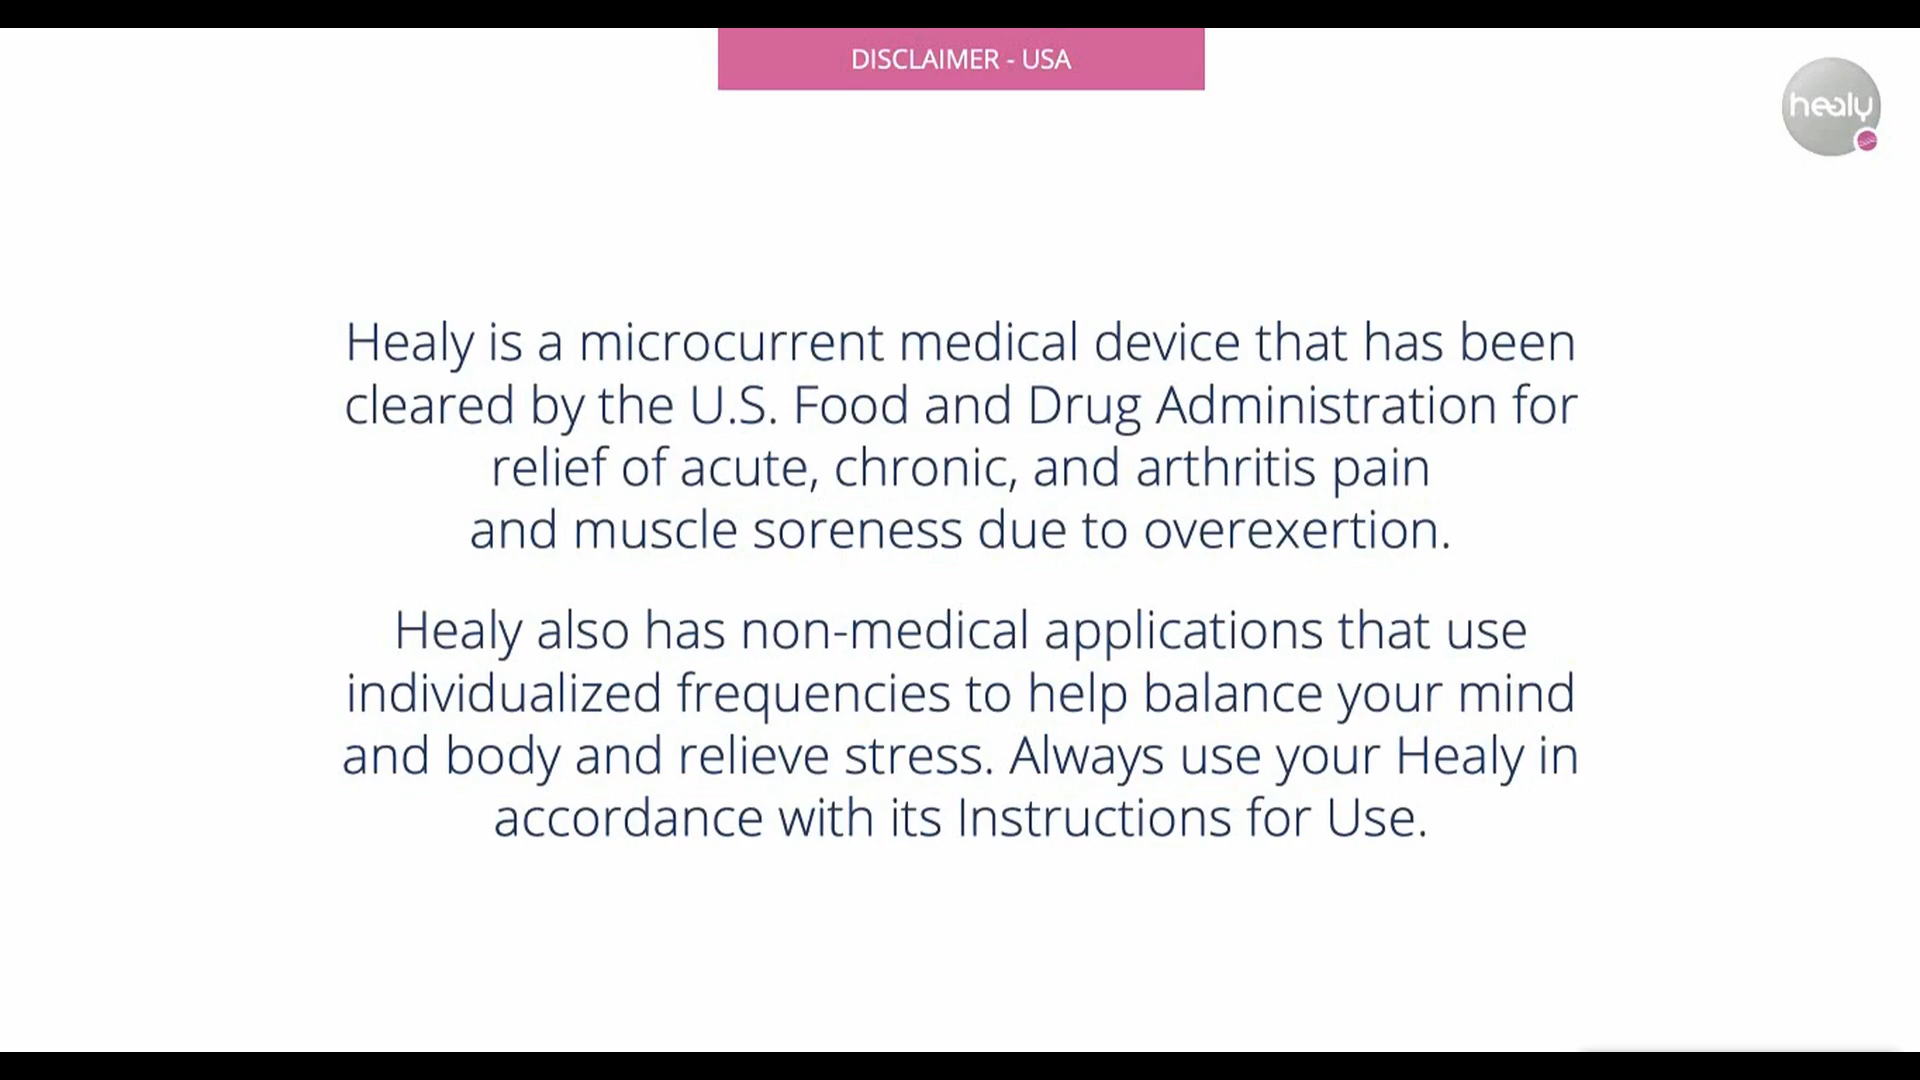 DISCLAIMER - USA
healy
Healy is a microcurrent medical device that has been
cleared by the U.S. Food and Drug Administration for
relief of acute, chronic, and arthritis pain
and muscle soreness due to overexertion.
Healy also has non-medical applications that use
individualized frequencies to help balance your mind
and body and relieve stress. Always use your Healy in
accordance with its Instructions for Use.